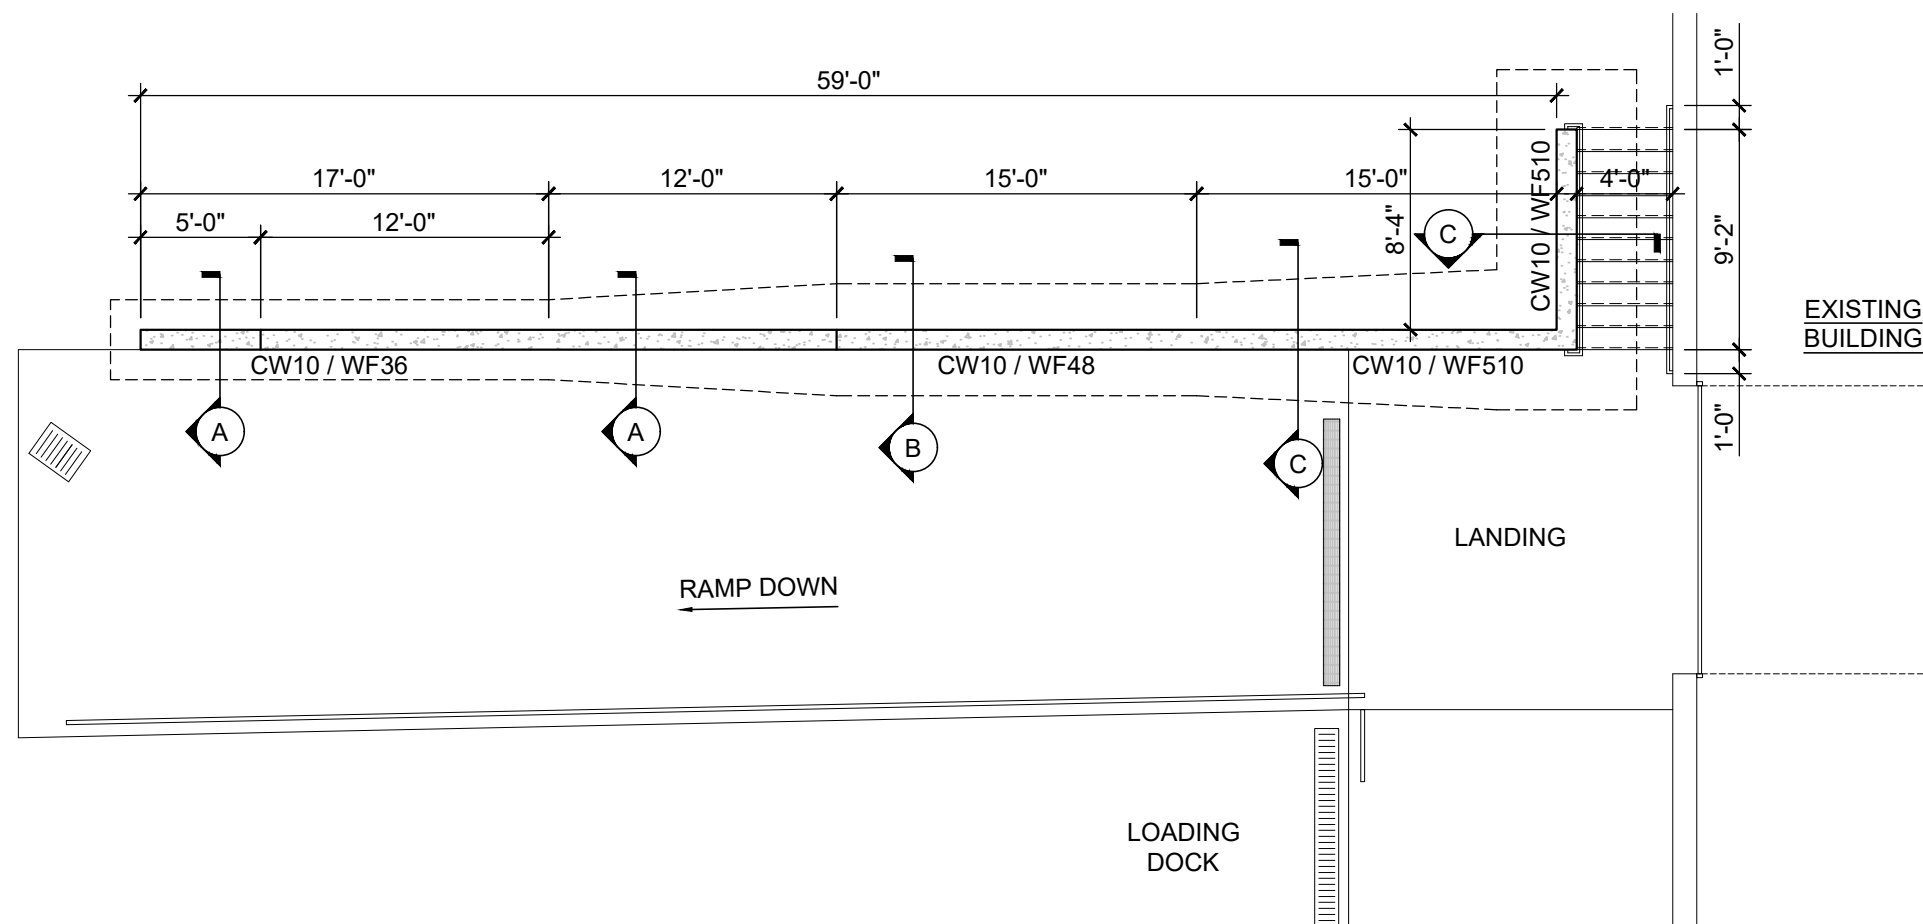 1'-0"
59'-0"
17'-0"
12'-0"
15'-0"
15'-0"
4'-0"
5'-0"
12'-0"
8'-4"
C
CW10 / WF510
9'-2"
EXISTING
BUILDING
CW10 / WF36
CW10 / WF48
CW10 / WF510
1'-0"
A
A
B
C
LANDING
RAMP DOWN
LOADING
DOCK